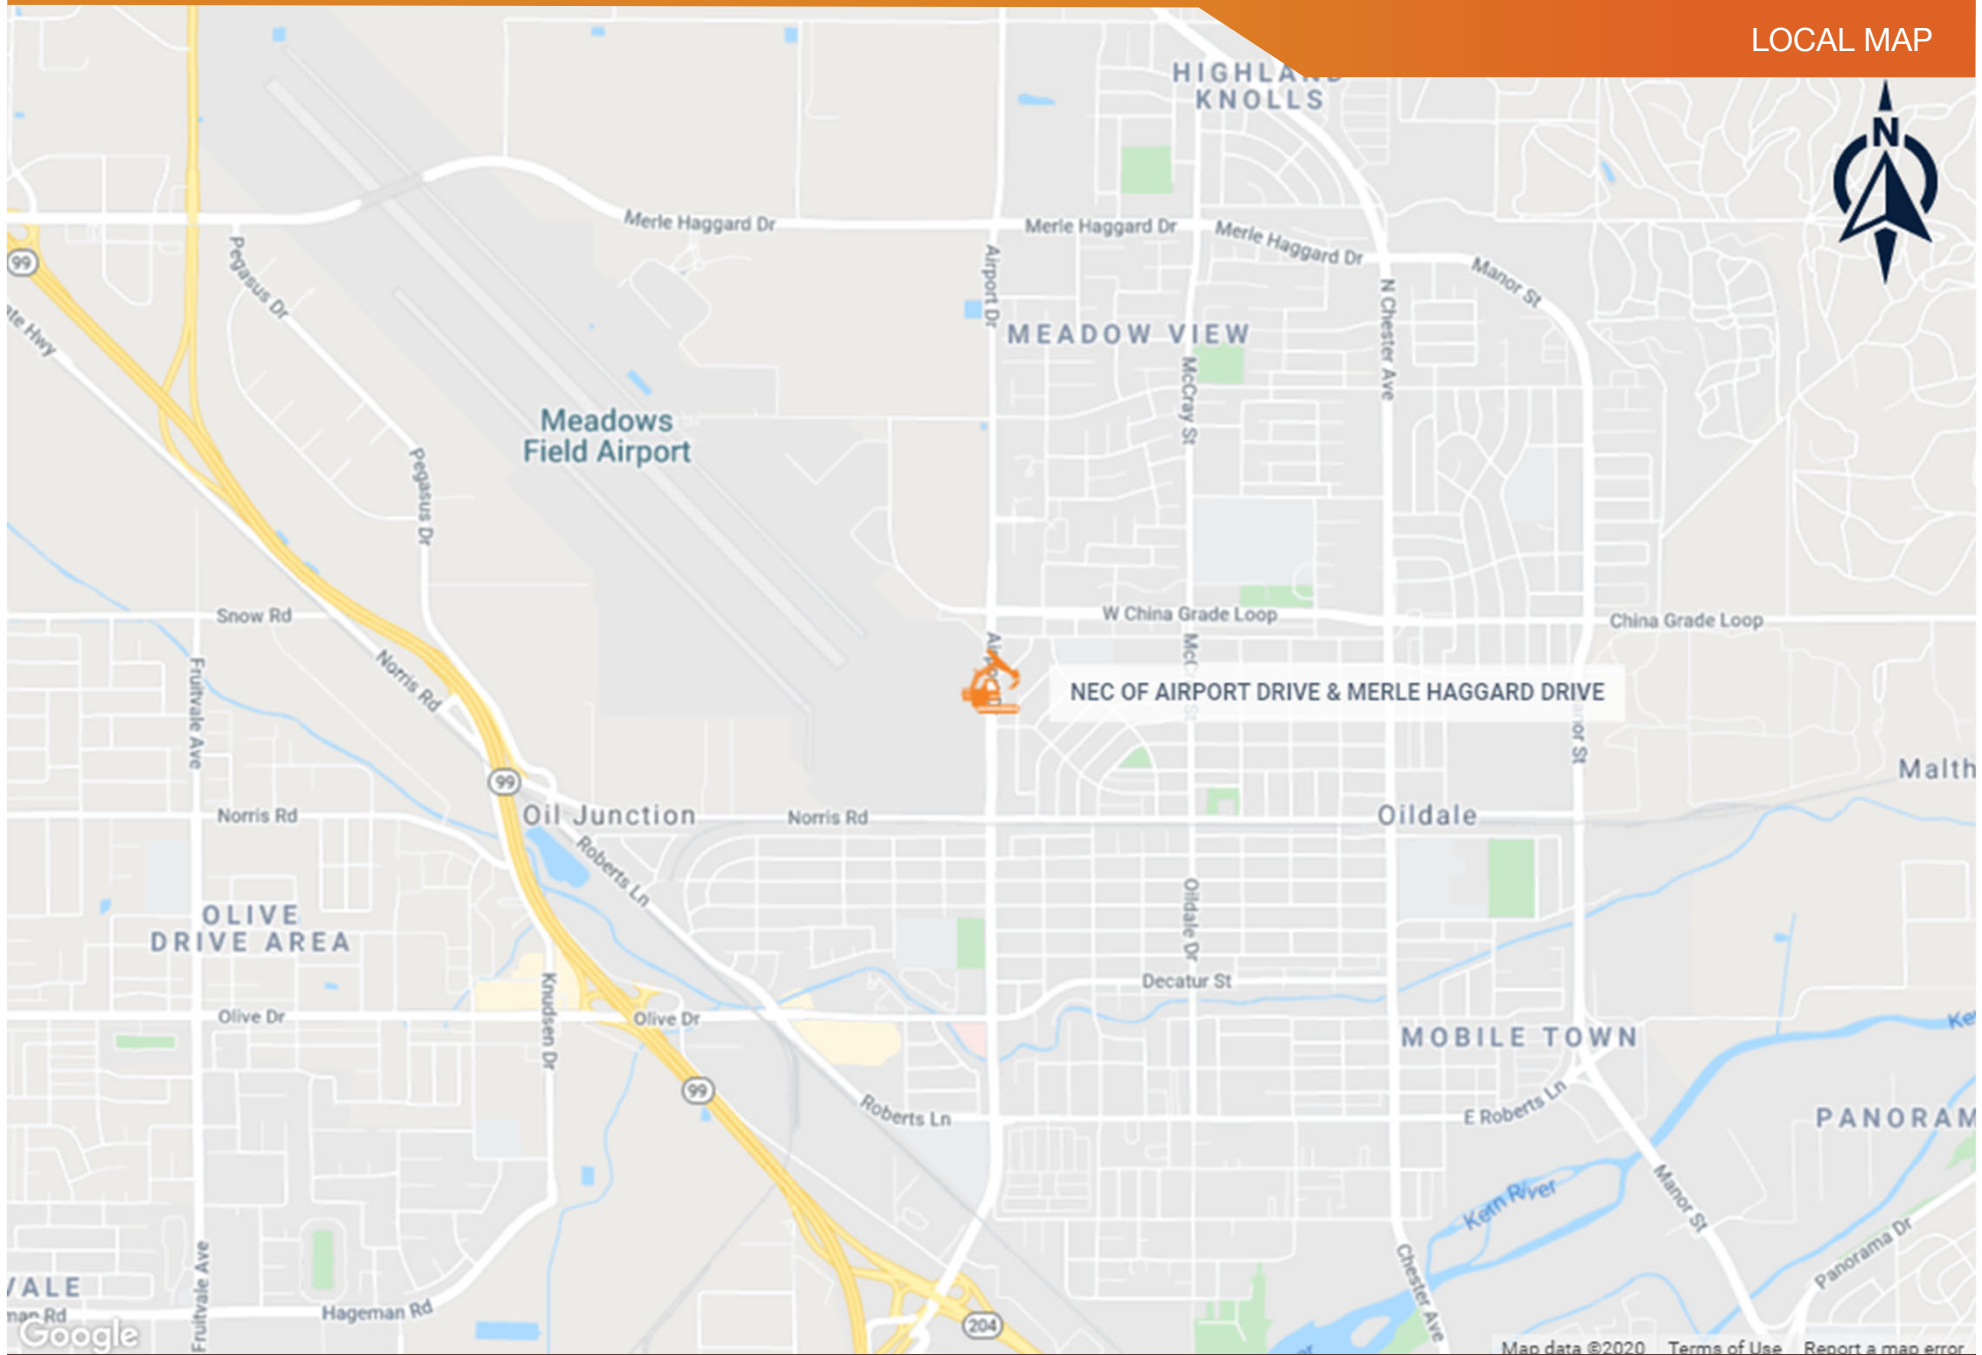 LOCAL MAP
HIGHLAND
KNOLLS
N
Merle Haggard Dr
Merle Haggard Dr
Merle Haggard Dr
99
Pegasus Dr
Airport Dr
Manor St
N Chester Ave
MEADOW VIEW
McCray St
Meadows
Field Airport
Pegasus Dr
Snow Rd
W China Grade Loop
China Grade Loop
Norris Rd
Fruitvale Ave
NEC OF AIRPORT DRIVE & MERLE HAGGARD DRIVE
99
Malth
Norris Rd
Oil Junction
Norris Rd
Oildale
Roberts Ln
OLIVE
DRIVE AREA
Oildale Dr
Knudsen Dr
Decatur St
Olive Dr
Olive Dr
MOBILE TOWN
99
Roberts Ln
E Roberts Ln
PANORAM
Kern River
Manor St
Panorama Dr
Fruitvale Ave
Chester Ave
VALE
Hageman Rd
Google
204
Map data ©2020 Terms of Use Report a map error